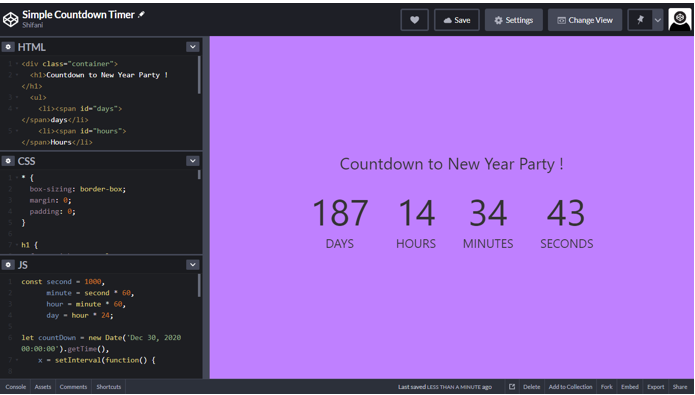 Simple Countdown Timer
Shifani
Save
Settings
Change View
HTML
1 <div class="container">
2 <h1>Countdown to New Year Party !
</h1>
3 <ul>
4 <li><span id="days">
</span>days</li>
5 <li><span id="hours">
</span>Hours</li>
CSS
1 * {
2 box-sizing: border-box;
3 margin: 0;
4 padding: 0;
5 }
6
7 h1 {
JS
1 const second = 1000,
2 minute = second * 60,
3 hour = minute * 60,
4 day = hour * 24;
5
6 let countDown = new Date('Dec 30, 2020
00:00:00').getTime(),
7 x = setInterval(function() {
8
Countdown to New Year Party !
187 14 34 43
DAYS HOURS MINUTES SECONDS
Console Assets Comments Shortcuts Last saved LESS THAN A MINUTE ago Delete Add to Collection Fork Embed Export Share